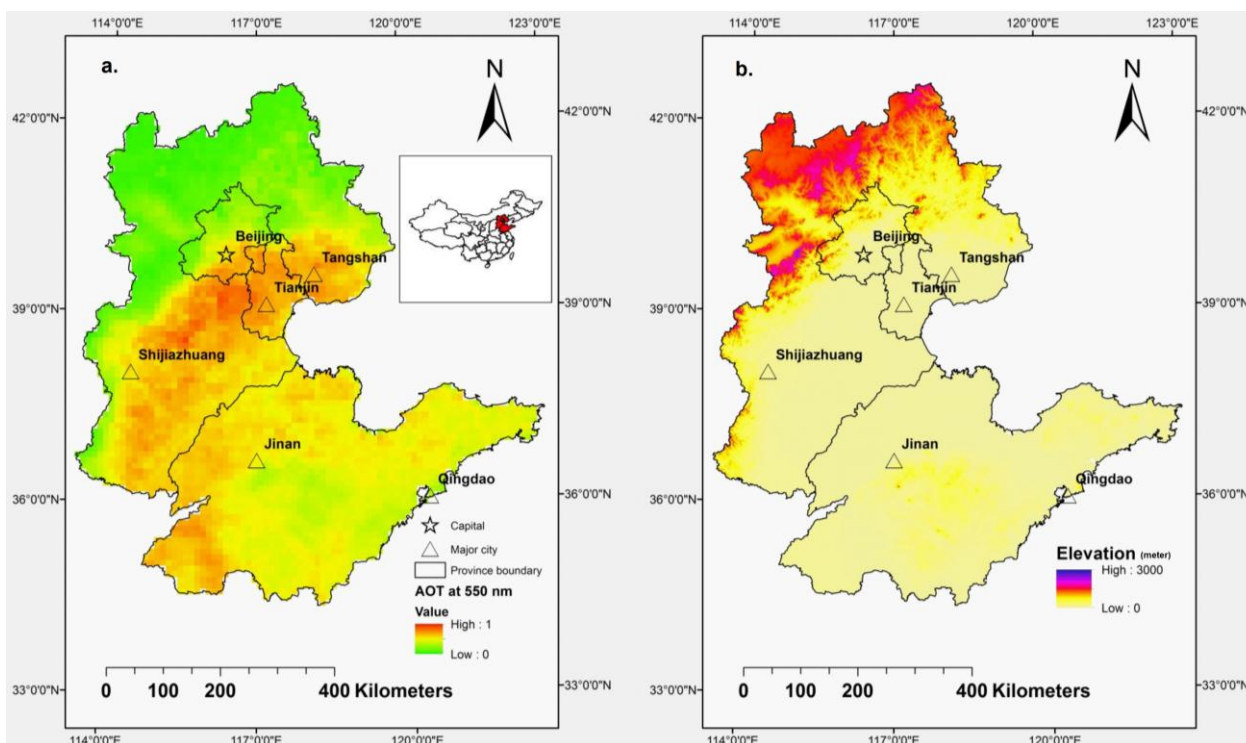 114°0'0"E 117°0'0"E 120°0'0"E 123°0'0"E
a.
N
42°0'0"N
42°0'0"N
Beijing
Tangshan
Tianjin
39°0'0"N
39°0'0"N
Shijiazhuang
Jinan
Qingdao
36°0'0"N
36°0'0"N
Capital
Major city
Province boundary
AOT at 550 nm
Value
High : 1
Low : 0
0 100 200 400 Kilometers
33°0'0"N
33°0'0"N
114°0'0"E 117°0'0"E 120°0'0"E
114°0'0"E 117°0'0"E 120°0'0"E 123°0'0"E
b.
N
42°0'0"N
Beijing
Tangshan
Tianjin
39°0'0"N
Shijiazhuang
Jinan
Qingdao
36°0'0"N
Elevation (meter)
High : 3000
Low : 0
0 100 200 400 Kilometers
33°0'0"N
114°0'0"E 117°0'0"E 120°0'0"E